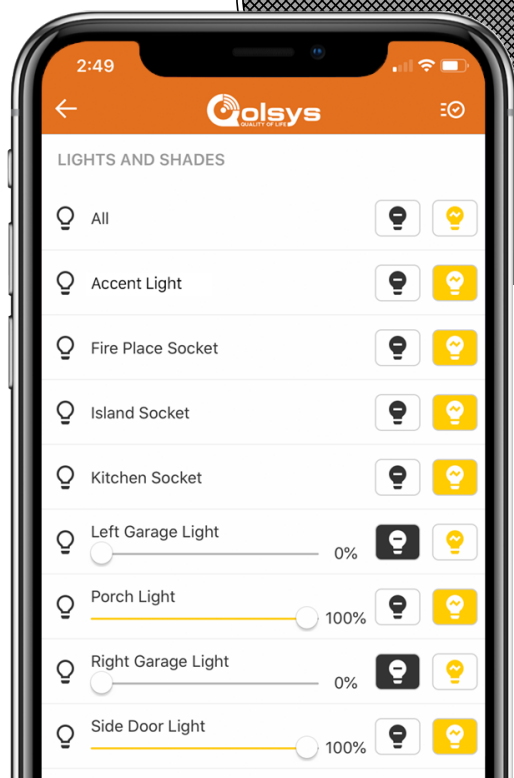 2:49
Qolsys
QUALITY OF LIFE
LIGHTS AND SHADES
All
Accent Light
Fire Place Socket
Island Socket
Kitchen Socket
Left Garage Light
0%
Porch Light
100%
Right Garage Light
0%
Side Door Light
100%